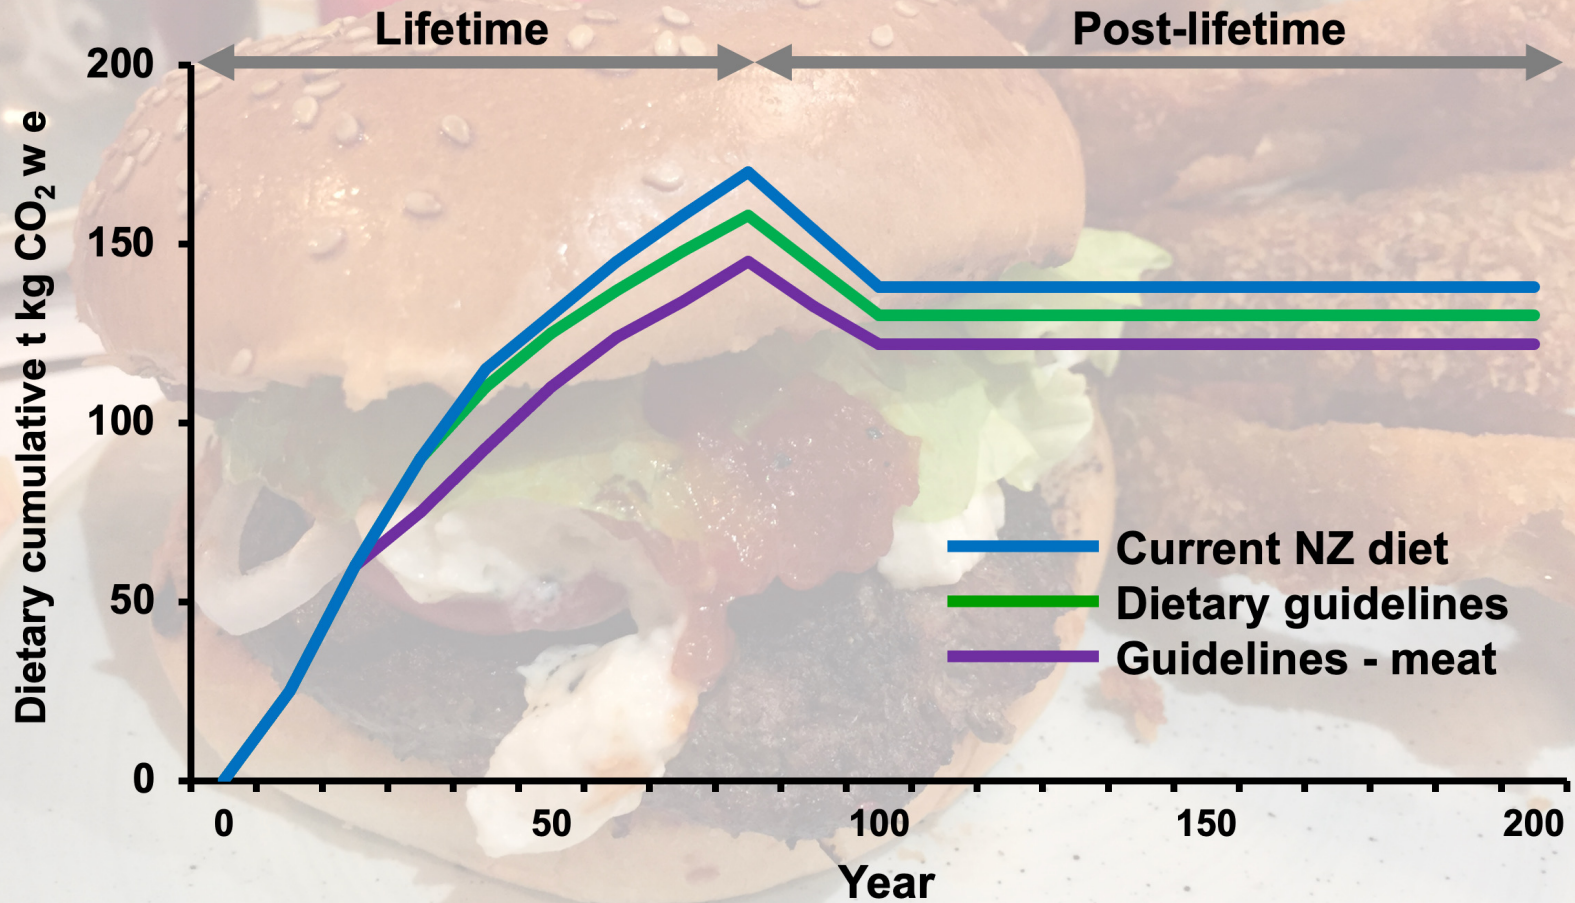 Lifetime
Post-lifetime
Dietary cumulative t kg CO₂ w e
200
150
100
50
0
Current NZ diet
Dietary guidelines
Guidelines - meat
0 50 100 150 200
Year